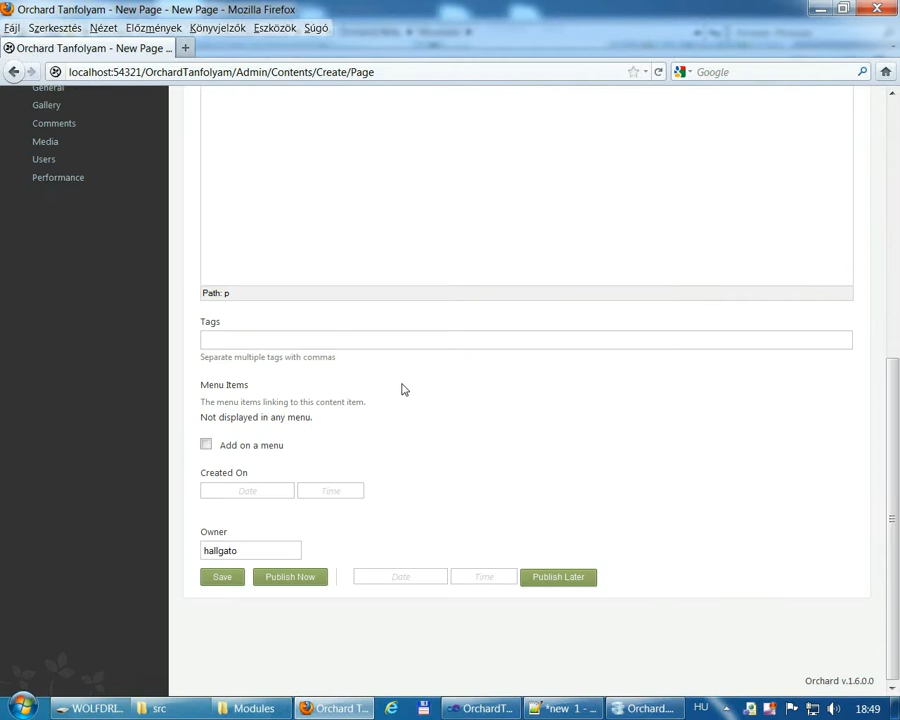 Orchard Tanfolyam - New Page - New Page - Mozilla Firefox
Fájl Szerkesztés Nézet Előzmények Könyvjelzők Eszközök Súgó
Orchard Tanfolyam - New Page - New Page ...
localhost:54321/OrchardTanfolyam/Admin/Contents/Create/Page
Google
General
Gallery
Comments
Media
Users
Performance
Path: p
Tags
Separate multiple tags with commas
Menu Items
The menu items linking to this content item.
Not displayed in any menu.
Add on a menu
Created On
Date Time
Owner
hallgato
Save Publish Now Date Time Publish Later
Orchard v.1.6.0.0
WOLFDRI... src Modules Orchard T... OrchardT... *new 1 - ... Orchard.... HU 18:49